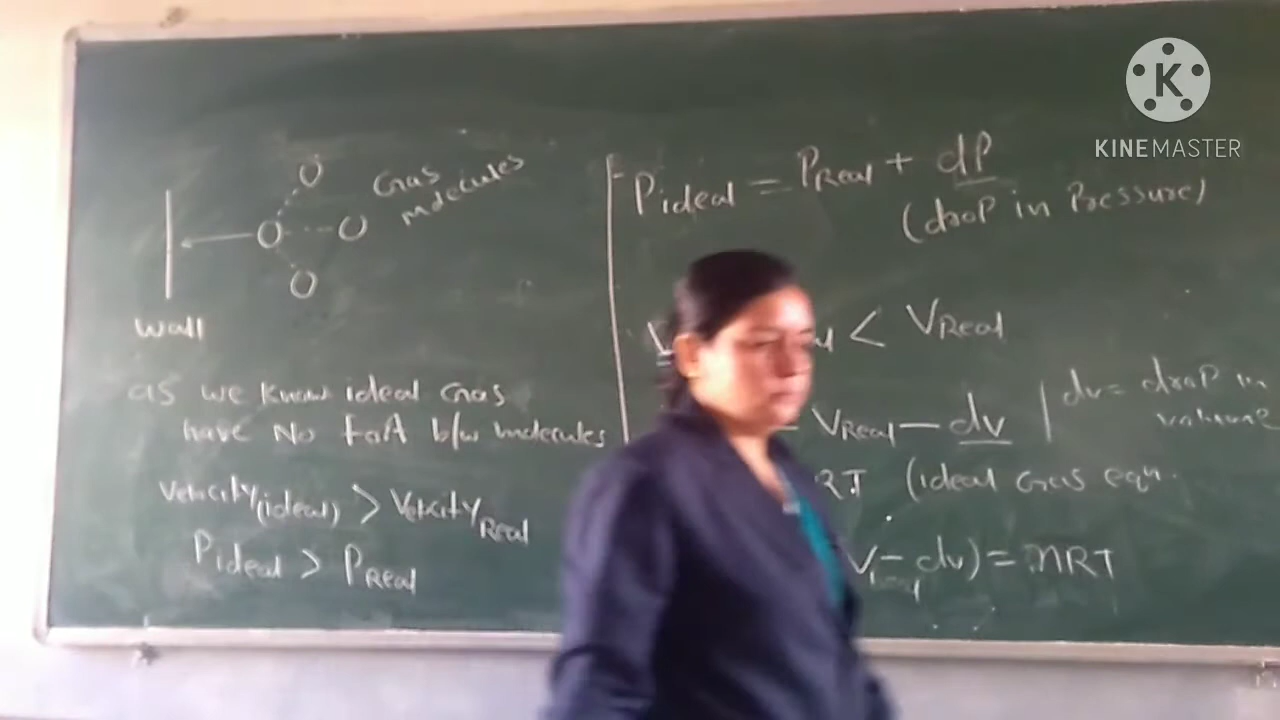 K
KINEMASTER
Gas
molecules
Wall
as we know ideal Gas
have No FOA b/w molecules
Velocity(ideal) > Velocity Real
Pideal > PReal
Pideal = PReal + dP
(drop in Pressure)
< VReal
VReal - dv | dv = drop in
volume
RT (ideal Gas eqn.
V - dv) = nRT